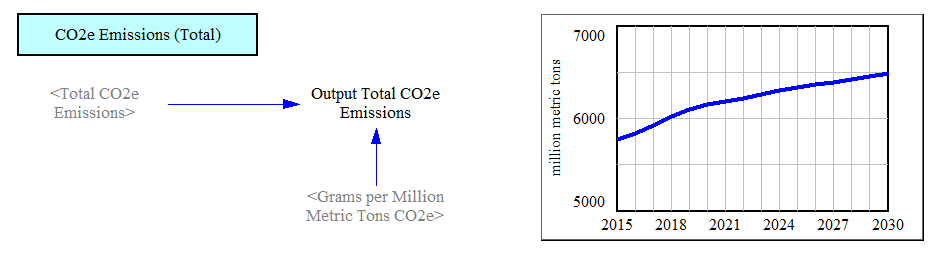 CO2e Emissions (Total)
<Total CO2e
Emissions>
Output Total CO2e
Emissions
<Grams per Million
Metric Tons CO2e>
million metric tons
7000
6000
5000
2015 2018 2021 2024 2027 2030